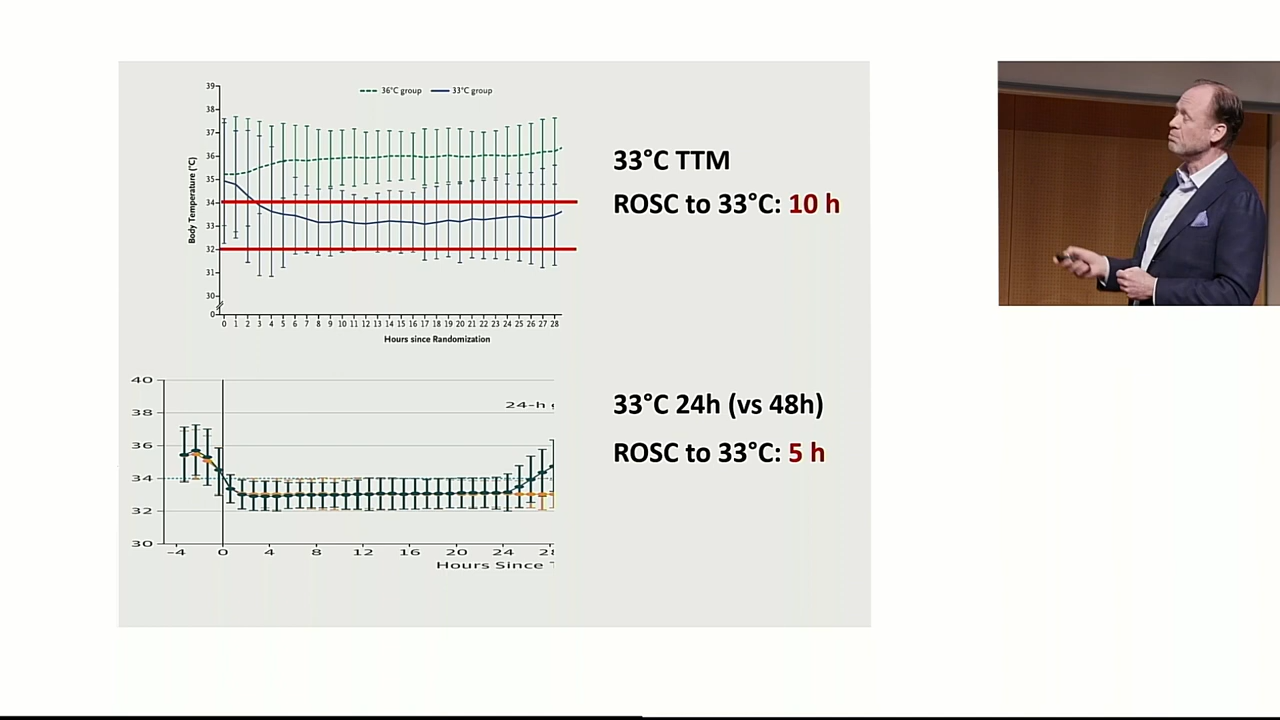 39
36°C group 33°C group
38
37
36
35
34
33
32
31
30
0
Body Temperature (°C)
0 1 2 3 4 5 6 7 8 9 10 11 12 13 14 15 16 17 18 19 20 21 22 23 24 25 26 27 28
Hours since Randomization
33°C TTM
ROSC to 33°C: 10 h
40
38
36
34
32
30
24-h
-4 0 4 8 12 16 20 24
Hours Since
33°C 24h (vs 48h)
ROSC to 33°C: 5 h